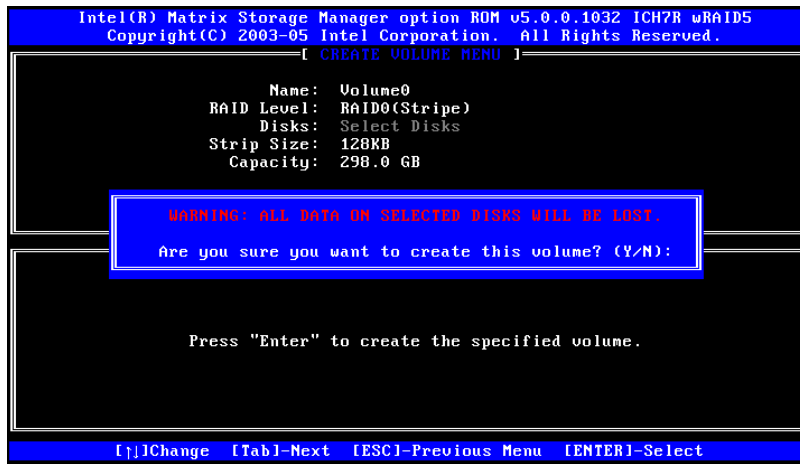 Intel(R) Matrix Storage Manager option ROM v5.0.0.1032 ICH7R wRAID5
Copyright(C) 2003-05 Intel Corporation. All Rights Reserved.
[ CREATE VOLUME MENU ]
Name: Volume0
RAID Level: RAID0(Stripe)
Disks: Select Disks
Strip Size: 128KB
Capacity: 298.0 GB
WARNING: ALL DATA ON SELECTED DISKS WILL BE LOST.
Are you sure you want to create this volume? (Y/N):
Press "Enter" to create the specified volume.
[↑↓]Change [Tab]-Next [ESC]-Previous Menu [ENTER]-Select